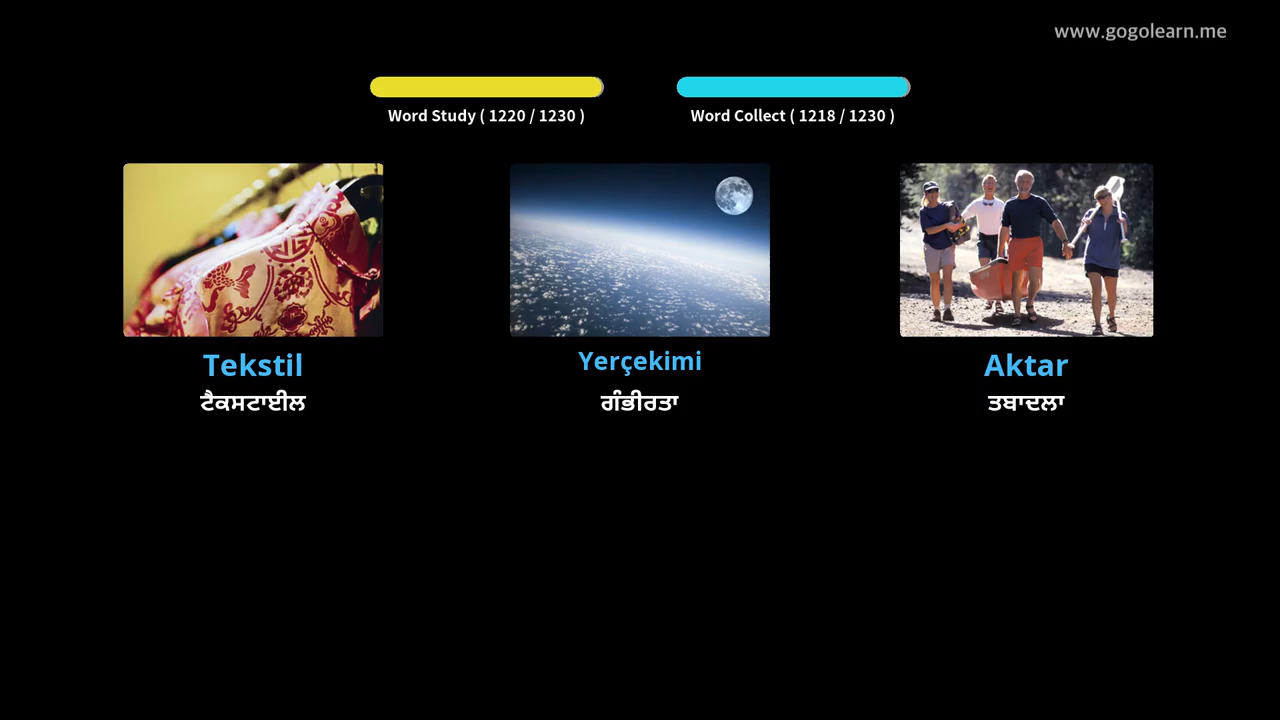 www.gogolearn.me
Word Study ( 1220 / 1230 )
Word Collect ( 1218 / 1230 )
Tekstil
Yerçekimi
Aktar
ਟੈਕਸਟਾਈਲ
ਗੰਭੀਰਤਾ
ਤਬਾਦਲਾ